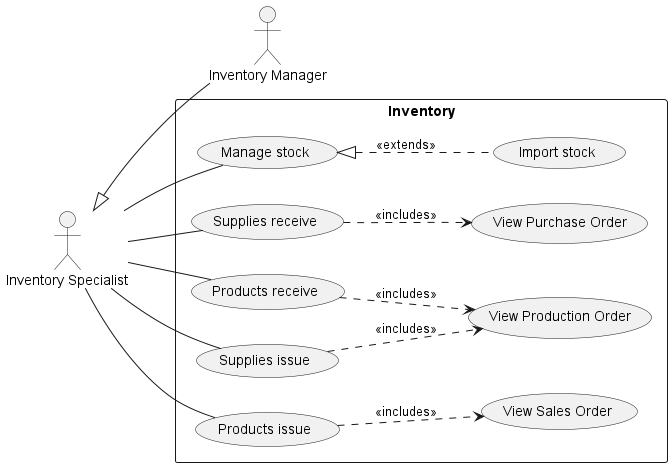 Inventory Manager
Inventory
Manage stock
«extends»
Import stock
Supplies receive
«includes»
View Purchase Order
Inventory Specialist
Products receive
«includes»
View Production Order
«includes»
Supplies issue
«includes»
View Sales Order
Products issue